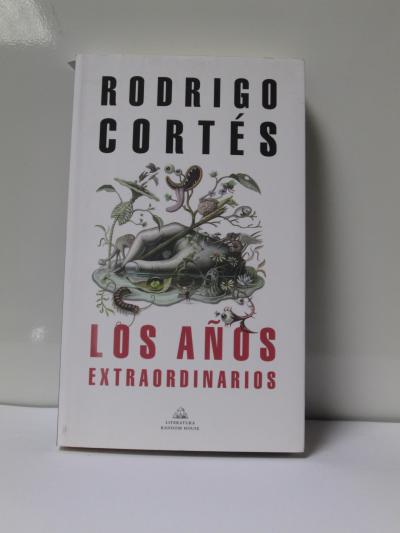 RODRIGO
CORTÉS
LOS AÑOS
EXTRAORDINARIOS
LITERATURA
RANDOM HOUSE